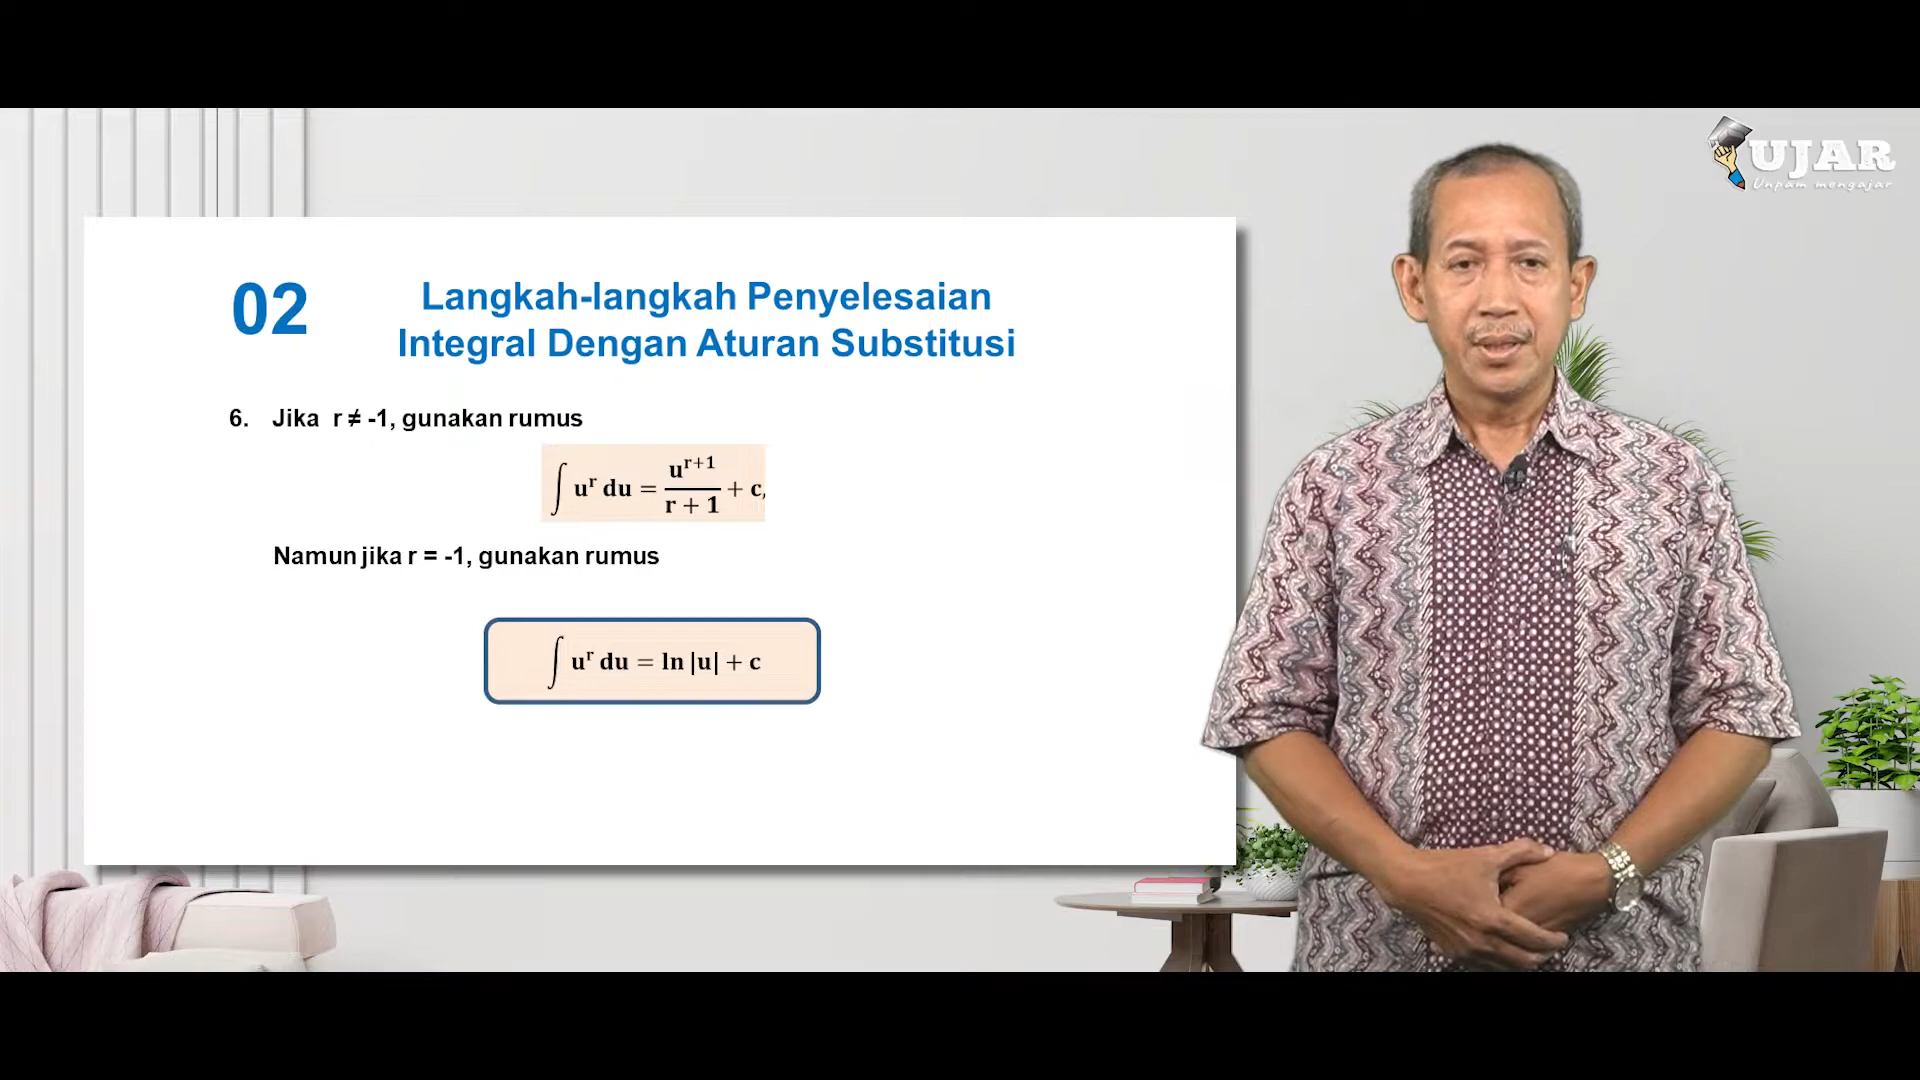 UJAR
Unpam mengajar
02
Langkah-langkah Penyelesaian
Integral Dengan Aturan Substitusi
6. Jika r ≠ -1, gunakan rumus
∫ u^r du = u^(r+1) / (r + 1) + c,
Namun jika r = -1, gunakan rumus
∫ u^r du = ln |u| + c